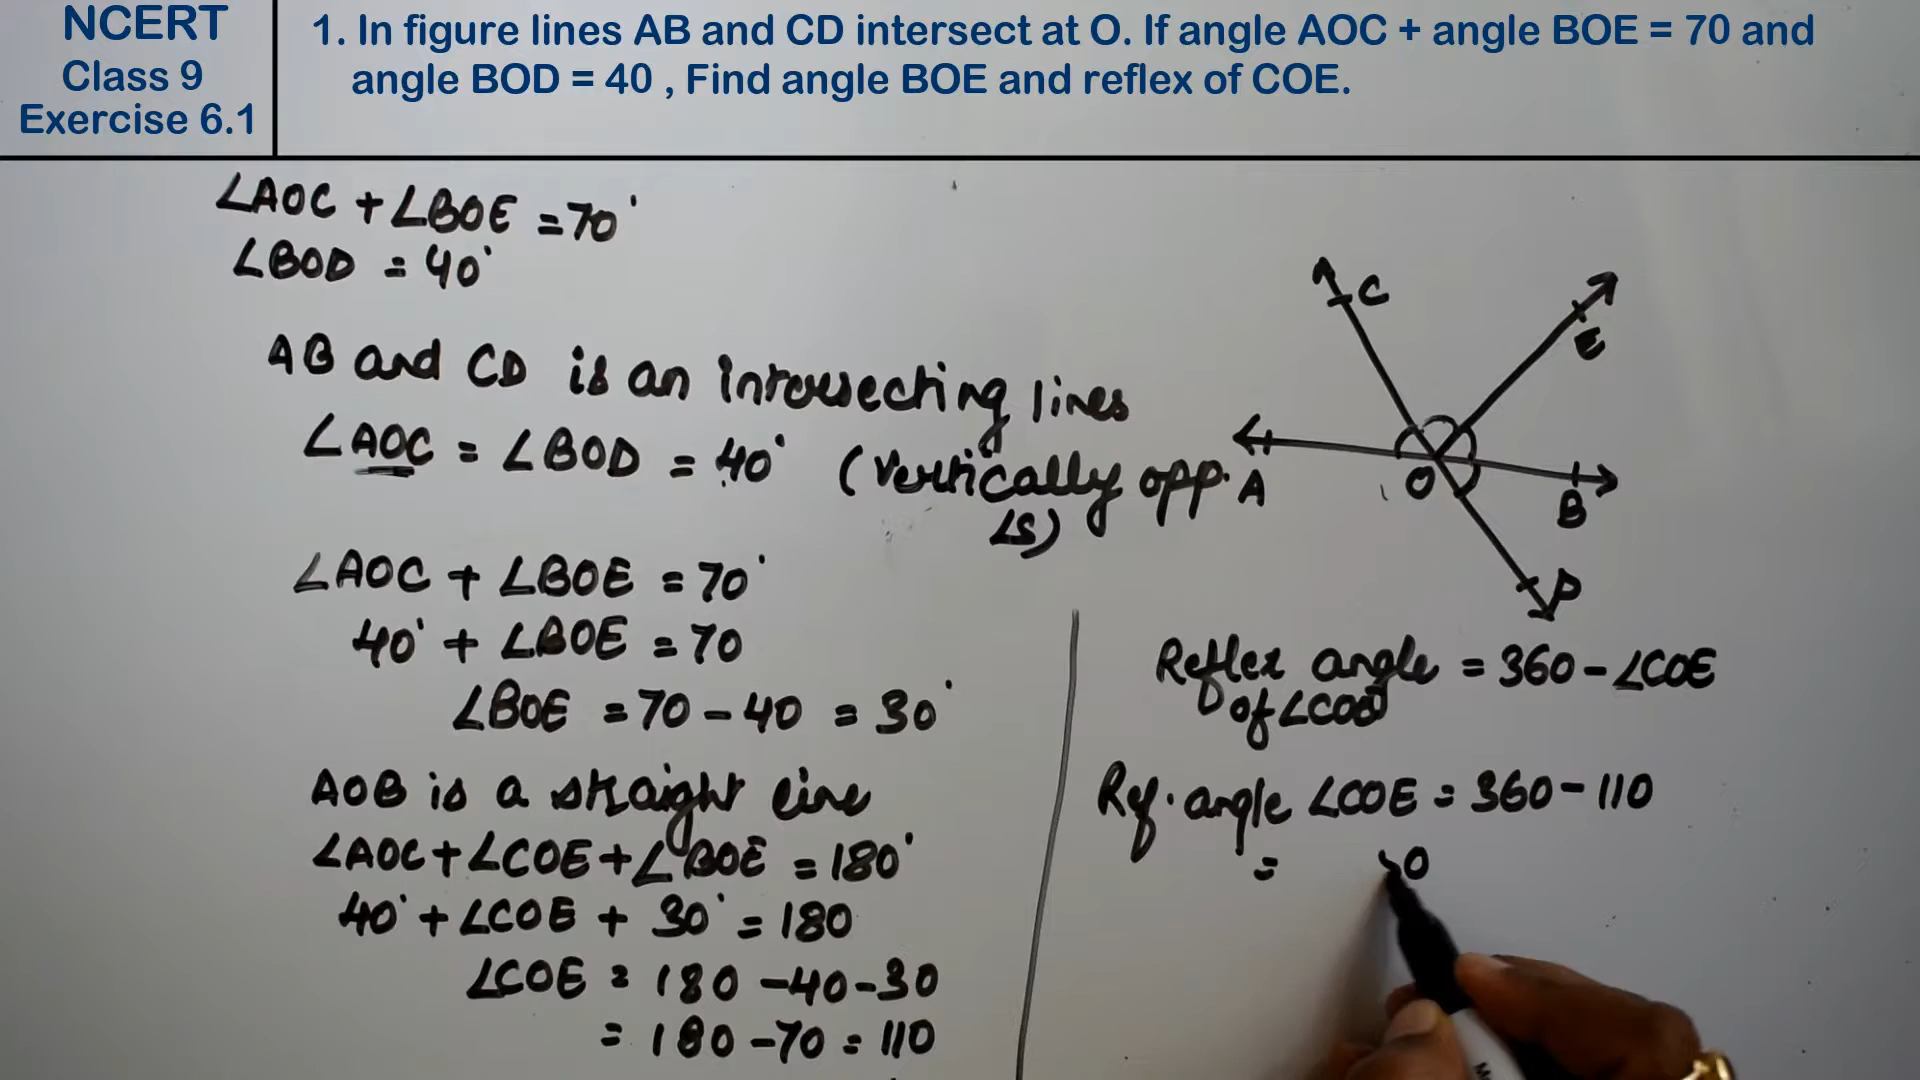 NCERT
Class 9
Exercise 6.1
1. In figure lines AB and CD intersect at O. If angle AOC + angle BOE = 70 and
angle BOD = 40 , Find angle BOE and reflex of COE.
∠AOC + ∠BOE = 70°
∠BOD = 40°
AB and CD is an intersecting lines
∠AOC = ∠BOD = 40° (vertically opp.
∠s)
∠AOC + ∠BOE = 70°
40° + ∠BOE = 70
∠BOE = 70 - 40 = 30°
AOB is a straight line
∠AOC + ∠COE + ∠BOE = 180°
40° + ∠COE + 30° = 180
∠COE = 180 - 40 - 30
= 180 - 70 = 110
C
E
A
O
B
D
Reflex angle = 360 - ∠COE
of ∠COE
Ref. angle ∠COE = 360 - 110
= 0